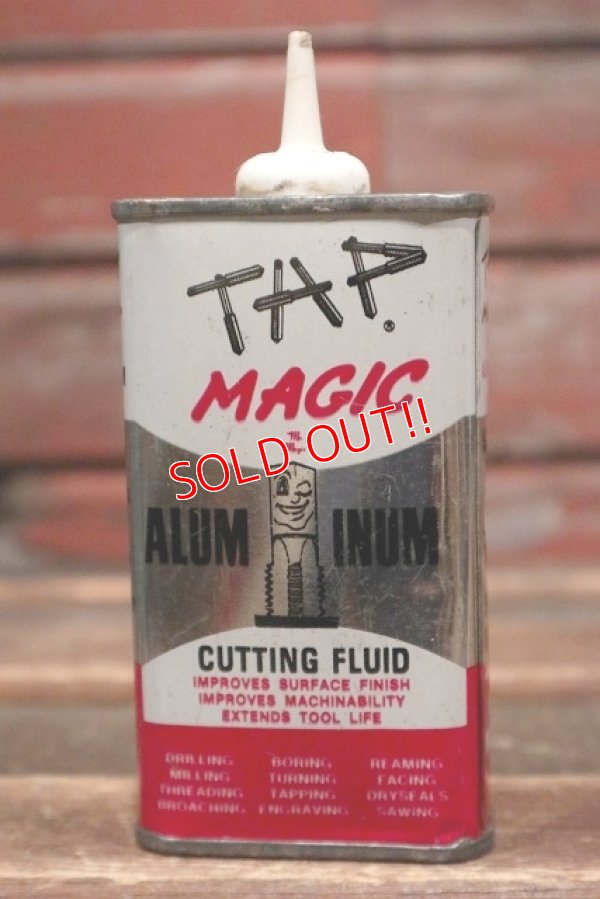 TAP®
MAGIC
SOLD OUT!!
ALUM INUM
CUTTING FLUID
IMPROVES SURFACE FINISH
IMPROVES MACHINABILITY
EXTENDS TOOL LIFE
DRILLING BORING REAMING
MILLING TURNING FACING
THREADING TAPPING DRYSEALS
BROACHING ENGRAVING SAWING